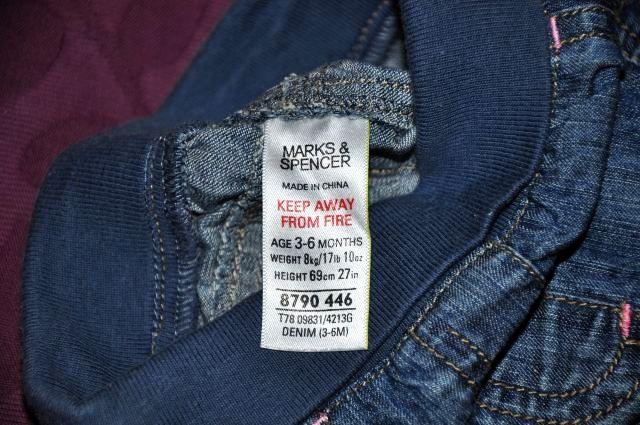 MARKS &
SPENCER
MADE IN CHINA
KEEP AWAY
FROM FIRE
AGE 3-6 MONTHS
WEIGHT 8kg/17lb 10oz
HEIGHT 69cm 27in
8790 446
T78 09831/4213G
DENIM (3-6M)